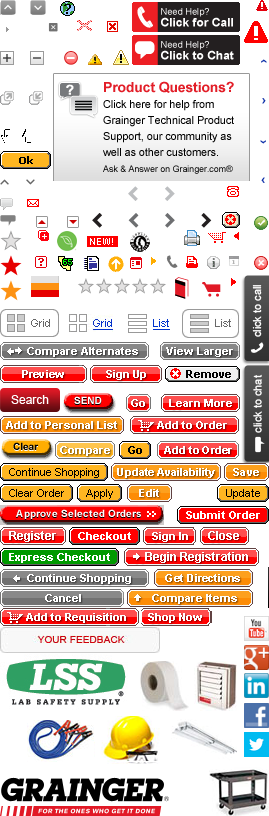 Need Help?
Click for Call
Need Help?
Click to Chat
Product Questions?
Click here for help from
Grainger Technical Product
Support, our community as
well as other customers.
Ask & Answer on Grainger.com®
Ok
NEW!
click to call
Grid
Grid
List
List
Compare Alternates
View Larger
Preview
Sign Up
Remove
click to chat
Search
SEND
Go
Learn More
Add to Personal List
Add to Order
Clear
Compare
Go
Add to Order
Continue Shopping
Update Availability
Save
Clear Order
Apply
Edit
Update
Approve Selected Orders
Submit Order
Register
Checkout
Sign In
Close
Express Checkout
Begin Registration
Continue Shopping
Get Directions
Cancel
Compare Items
Add to Requisition
Shop Now
You
Tube
YOUR FEEDBACK
g+
in
f
LSS®
LAB SAFETY SUPPLY
GRAINGER®
FOR THE ONES WHO GET IT DONE